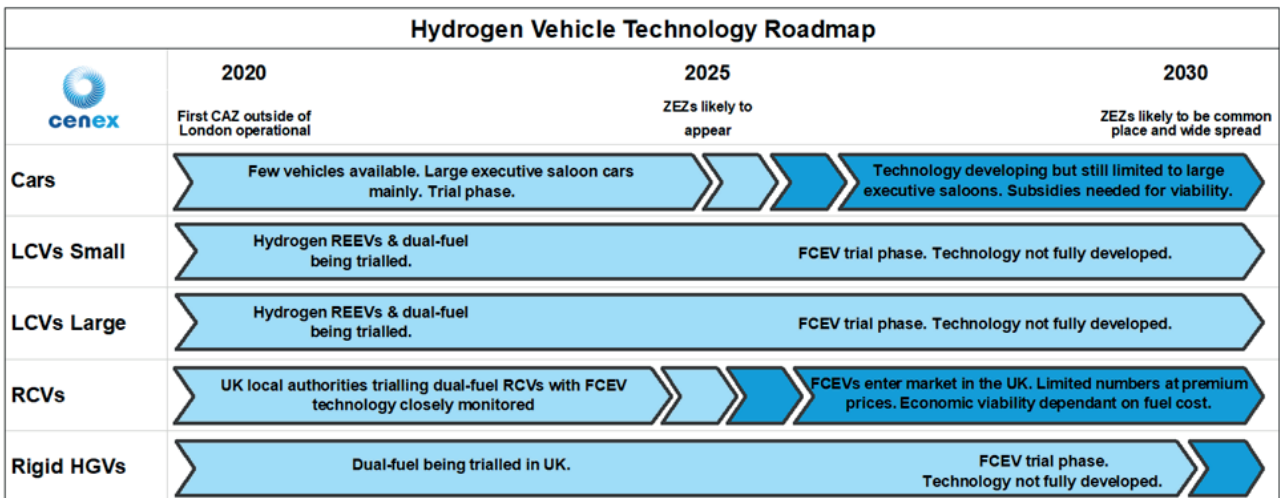 Hydrogen Vehicle Technology Roadmap
cenex
2020
2025
2030
First CAZ outside of
London operational
ZEZs likely to
appear
ZEZs likely to be common
place and wide spread
Cars
Few vehicles available. Large executive saloon cars
mainly. Trial phase.
Technology developing but still limited to large
executive saloons. Subsidies needed for viability.
LCVs Small
Hydrogen REEVs & dual-fuel
being trialled.
FCEV trial phase. Technology not fully developed.
LCVs Large
Hydrogen REEVs & dual-fuel
being trialled.
FCEV trial phase. Technology not fully developed.
RCVs
UK local authorities trialling dual-fuel RCVs with FCEV
technology closely monitored
FCEVs enter market in the UK. Limited numbers at premium
prices. Economic viability dependant on fuel cost.
Rigid HGVs
Dual-fuel being trialled in UK.
FCEV trial phase.
Technology not fully developed.